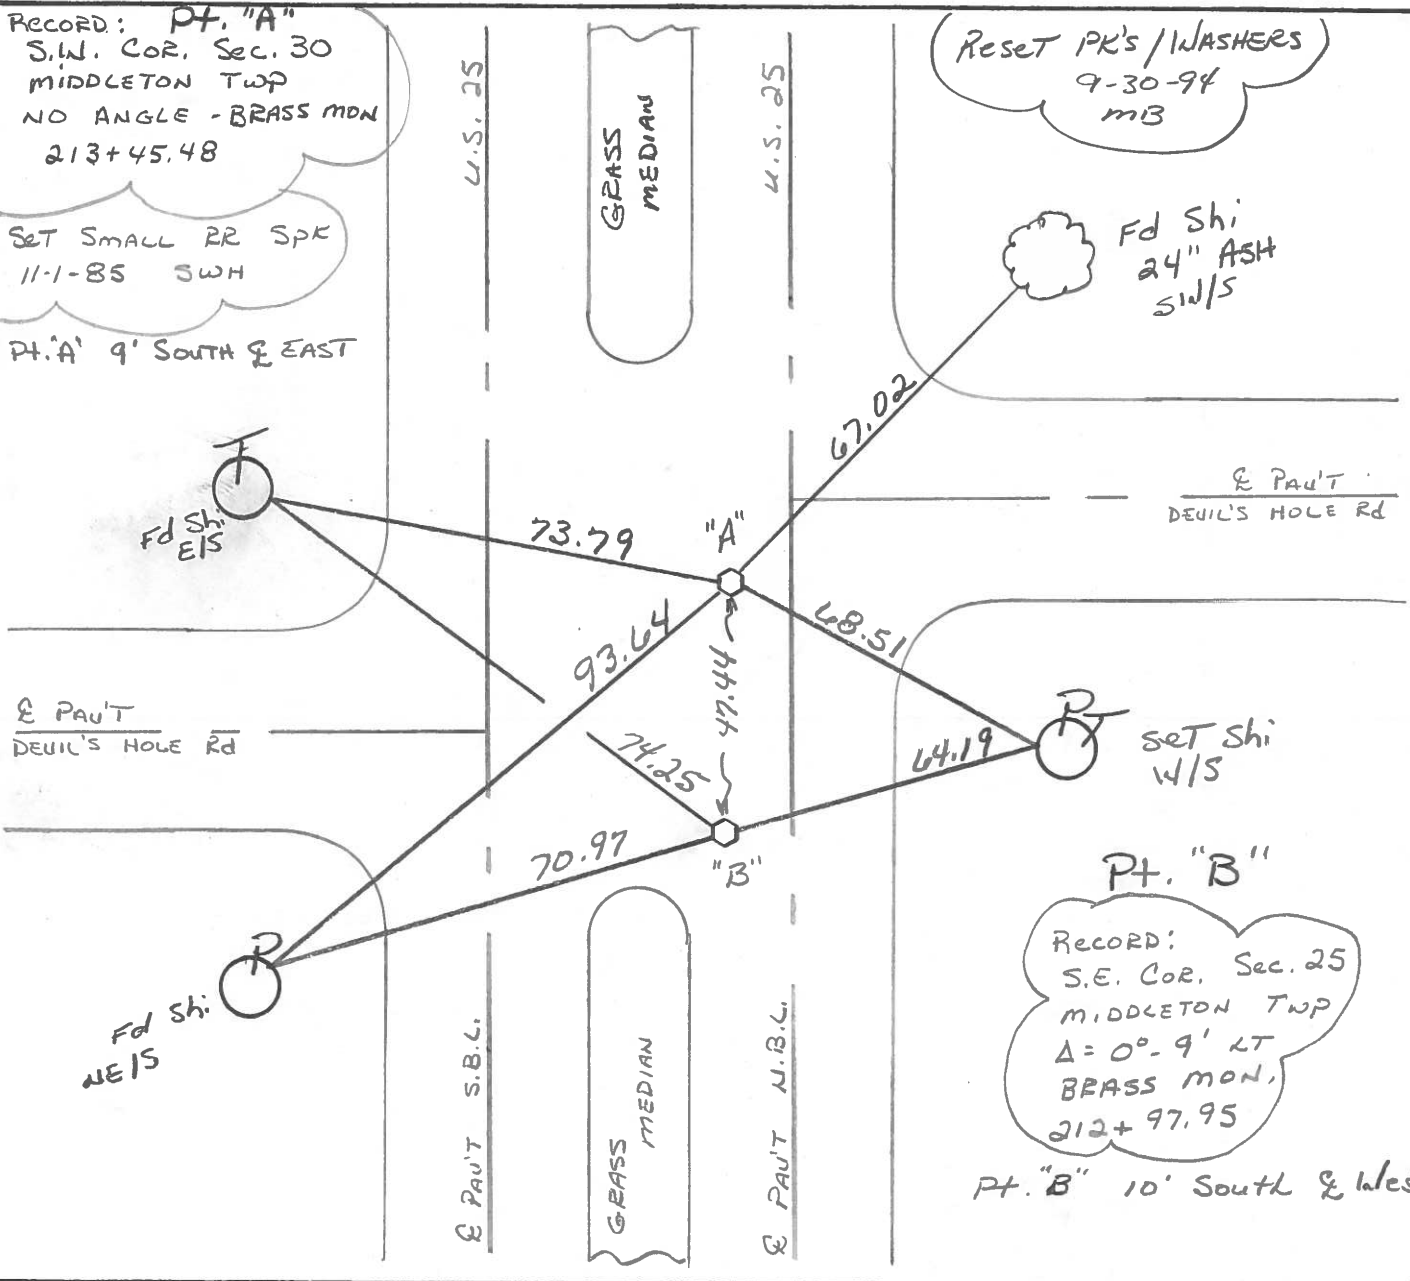 RECORD: Pt. "A"
S.W. COR. Sec. 30
MIDDLETON TWP
NO ANGLE - BRASS MON
213+45.48
SET SMALL RR SPK
11-1-85 SWH
Pt. "A" 9' SOUTH ℄ EAST
U.S. 25
GRASS
MEDIAN
U.S. 25
RESET PK'S/WASHERS
9-30-94
MB
Fd Shi
24" ASH
SW/S
67.02
T
Fd Shi
E/S
73.79
"A"
℄ PAV'T
DEVIL'S HOLE Rd
93.64
47.44
68.51
℄ PAV'T
DEVIL'S HOLE Rd
74.25
64.19
P
T
SET Shi
W/S
70.97
"B"
P
Fd Shi
NE/S
Pt. "B"
RECORD:
S.E. COR. Sec. 25
MIDDLETON TWP
Δ= 0°-9' LT
BRASS MON.
212+97.95
Pt. "B" 10' South ℄ Wes
℄ PAV'T S.B.L.
GRASS
MEDIAN
℄ PAV'T N.B.L.